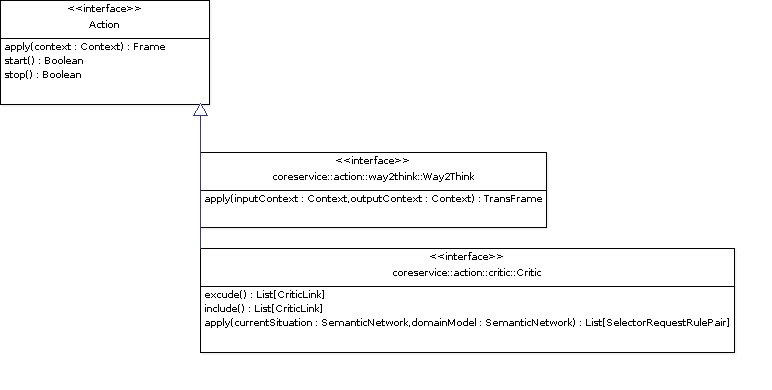 <<interface>>
Action
apply(context : Context) : Frame
start() : Boolean
stop() : Boolean
<<interface>>
coreservice::action::way2think::Way2Think
apply(inputContext : Context,outputContext : Context) : TransFrame
<<interface>>
coreservice::action::critic::Critic
excude() : List[CriticLink]
include() : List[CriticLink]
apply(currentSituation : SemanticNetwork,domainModel : SemanticNetwork) : List[SelectorRequestRulePair]